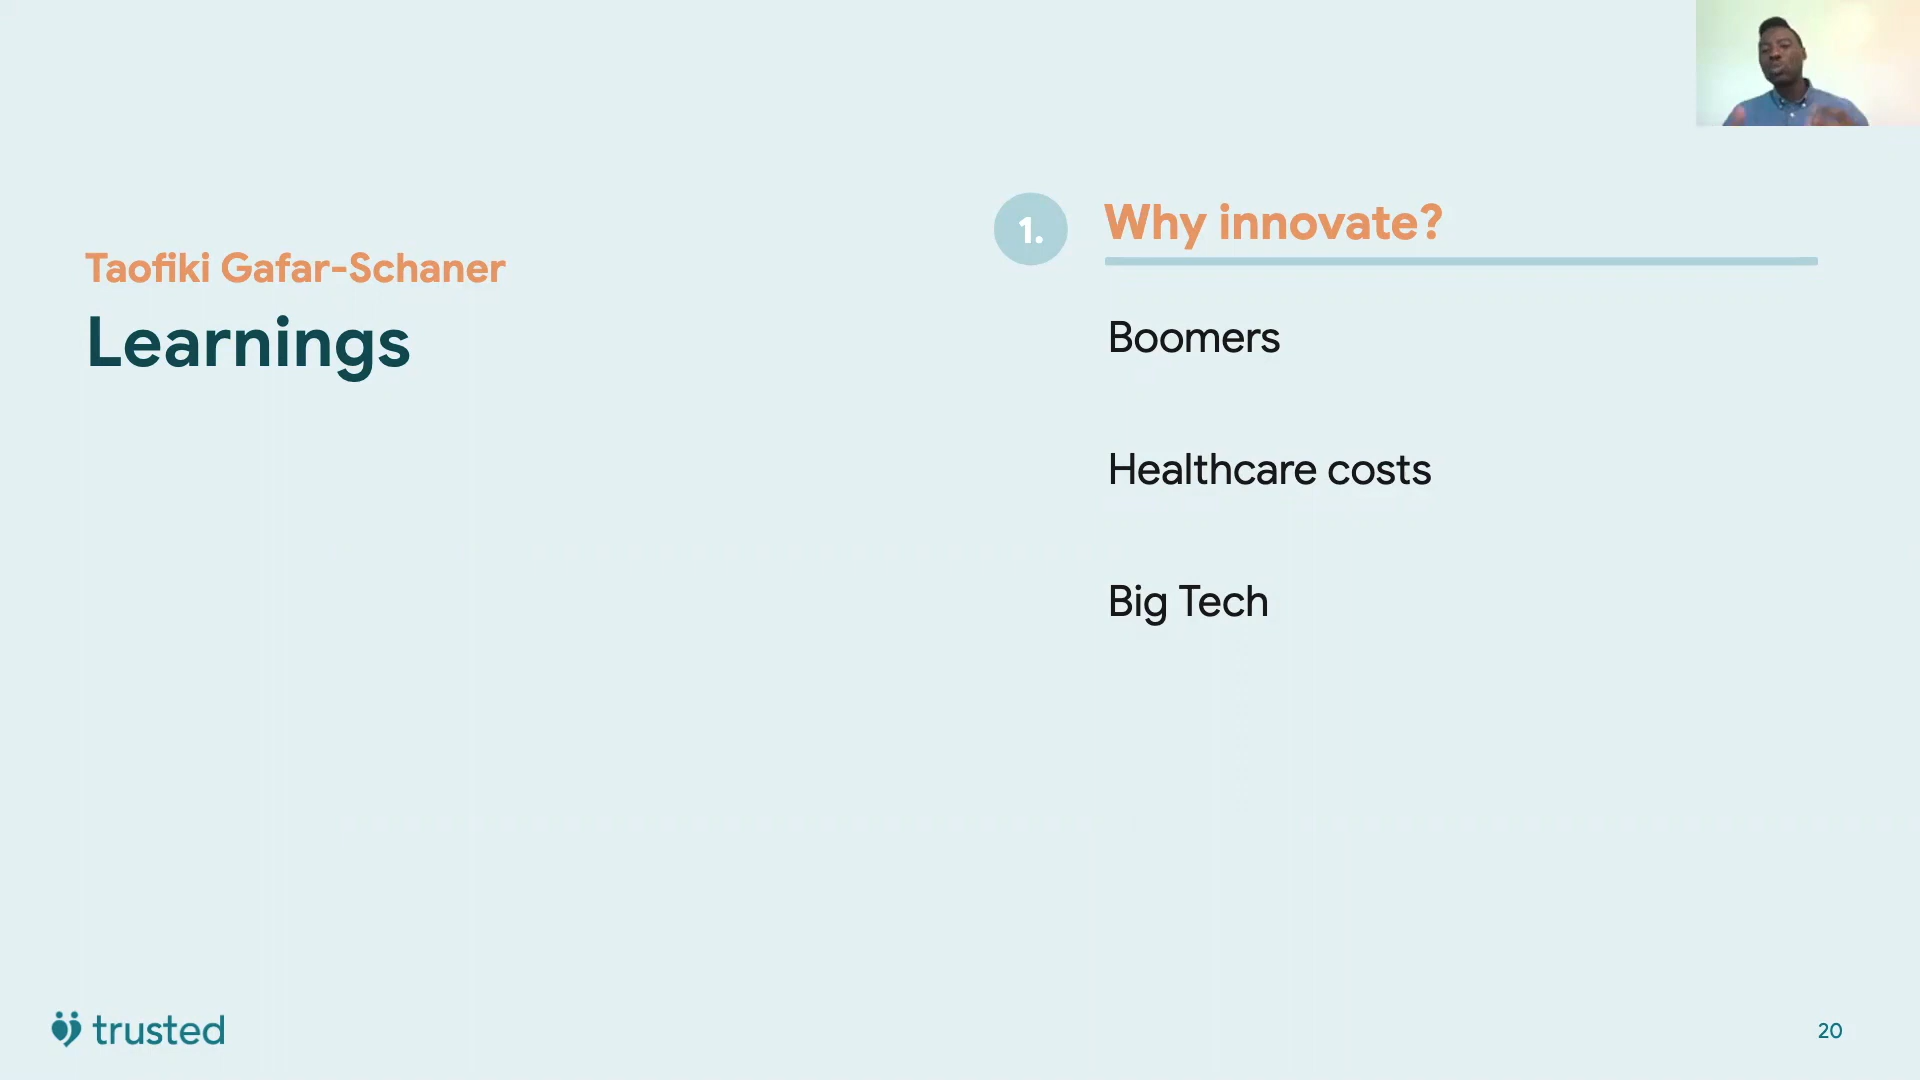 Taofiki Gafar-Schaner
Learnings
1.
Why innovate?
Boomers
Healthcare costs
Big Tech
trusted
20